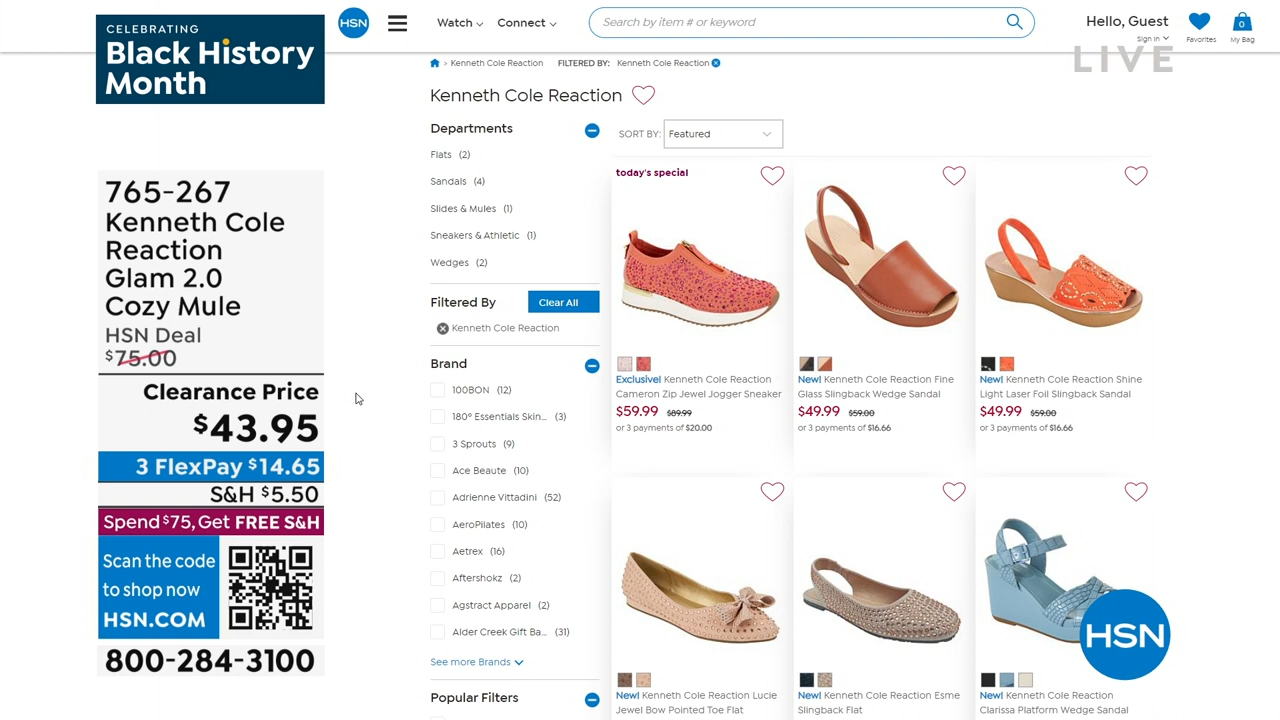 CELEBRATING
Black History
Month
765-267
Kenneth Cole
Reaction
Glam 2.0
Cozy Mule
HSN Deal
$75.00
Clearance Price
$43.95
3 FlexPay $14.65
S&H $5.50
Spend $75, Get FREE S&H
Scan the code
to shop now
HSN.COM
800-284-3100
HSN
Watch
Connect
Search by item # or keyword
Hello, Guest
Sign In
Favorites
0
My Bag
LIVE
> Kenneth Cole Reaction
FILTERED BY: Kenneth Cole Reaction
Kenneth Cole Reaction
Departments
Flats (2)
Sandals (4)
Slides & Mules (1)
Sneakers & Athletic (1)
Wedges (2)
Filtered By
Clear All
Kenneth Cole Reaction
Brand
100BON (12)
180º Essentials Skin... (3)
3 Sprouts (9)
Ace Beaute (10)
Adrienne Vittadini (52)
AeroPilates (10)
Aetrex (16)
Aftershokz (2)
Agstract Apparel (2)
Alder Creek Gift Ba... (31)
See more Brands
Popular Filters
SORT BY: Featured
today's special
Exclusive! Kenneth Cole Reaction
Cameron Zip Jewel Jogger Sneaker
$59.99 $89.99
or 3 payments of $20.00
New! Kenneth Cole Reaction Fine
Glass Slingback Wedge Sandal
$49.99 $59.00
or 3 payments of $16.66
New! Kenneth Cole Reaction Shine
Light Laser Foil Slingback Sandal
$49.99 $59.00
or 3 payments of $16.66
New! Kenneth Cole Reaction Lucie
Jewel Bow Pointed Toe Flat
New! Kenneth Cole Reaction Esme
Slingback Flat
New! Kenneth Cole Reaction
Clarissa Platform Wedge Sandal
HSN